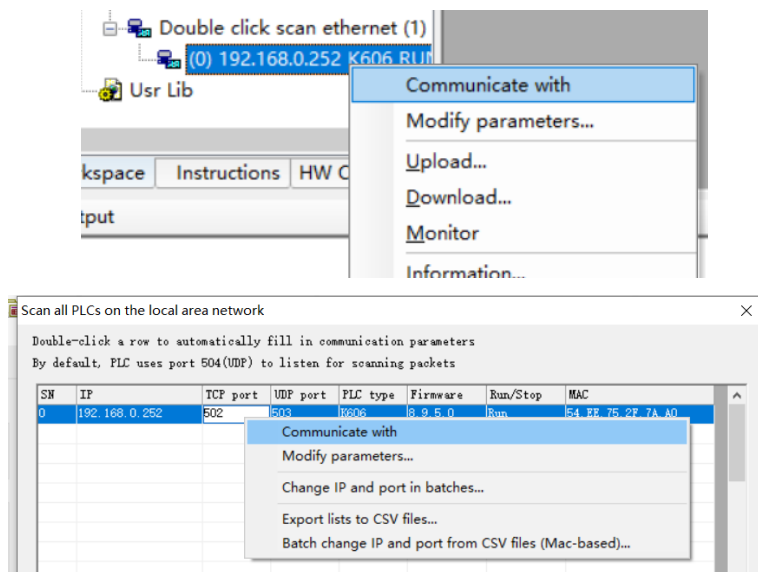 Double click scan ethernet (1)
(0) 192.168.0.252 K606 RUN
Usr Lib
Communicate with
Modify parameters...
Upload...
Download...
Monitor
Information...
kspace Instructions HW C
tput
Scan all PLCs on the local area network
Double-click a row to automatically fill in communication parameters
By default, PLC uses port 504(UDP) to listen for scanning packets
SN IP TCP port UDP port PLC type Firmware Run/Stop MAC
0 192.168.0.252 502 503 K606 8.9.5.0 Run 54.EE.75.2F.7A.A0
Communicate with
Modify parameters...
Change IP and port in batches...
Export lists to CSV files...
Batch change IP and port from CSV files (Mac-based)...